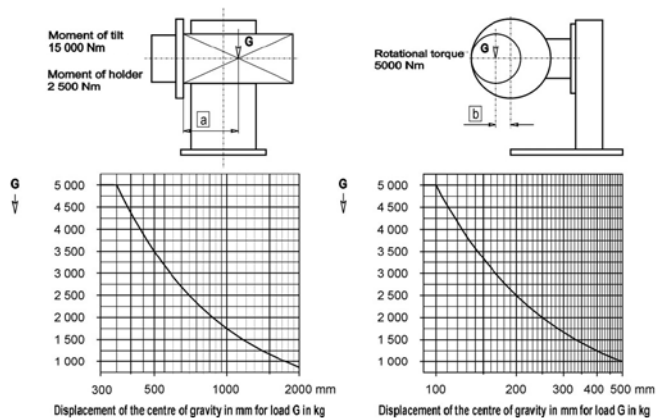 Moment of tilt
15 000 Nm
Moment of holder
2 500 Nm
G
a
Rotational torque
5000 Nm
G
b
G
5 000
4 500
4 000
3 500
3 000
2 500
2 000
1 500
1 000
300 500 1000 2000 mm
Displacement of the centre of gravity in mm for load G in kg
G
5 000
4 500
4 000
3 500
3 000
2 500
2 000
1 500
1 000
100 200 300 400 500 mm
Displacement of the centre of gravity in mm for load G in kg